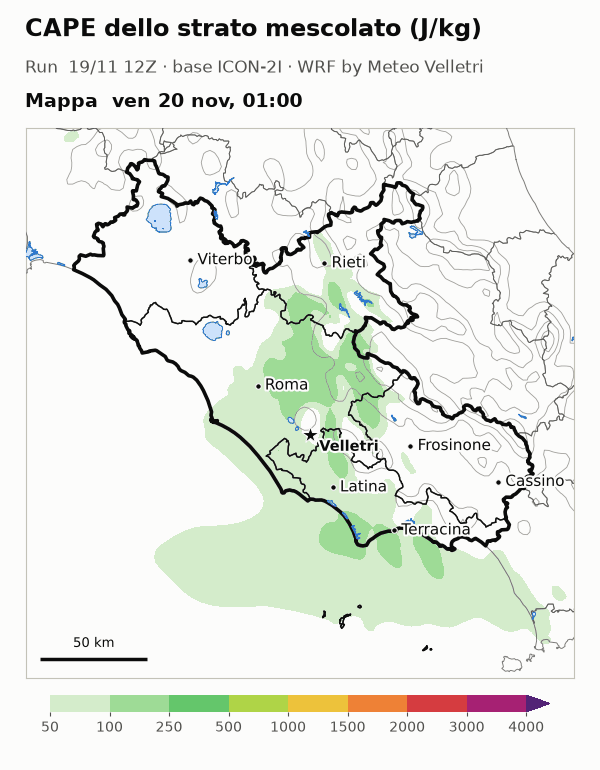 CAPE dello strato mescolato (J/kg)
Run  19/11 12Z · base ICON-2I · WRF by Meteo Velletri
Mappa  ven 20 nov, 01:00
Viterbo
Rieti
Roma
Velletri
Frosinone
Latina
Cassino
Terracina
50 km
50 100 250 500 1000 1500 2000 3000 4000